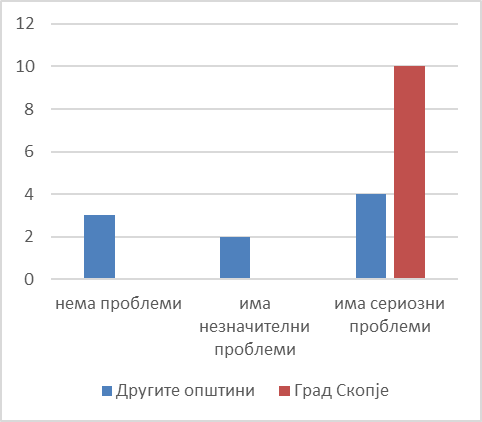 12
10
8
6
4
2
0
нема проблеми
има
незначителни
проблеми
има сериозни
проблеми
Другите општини
Град Скопје